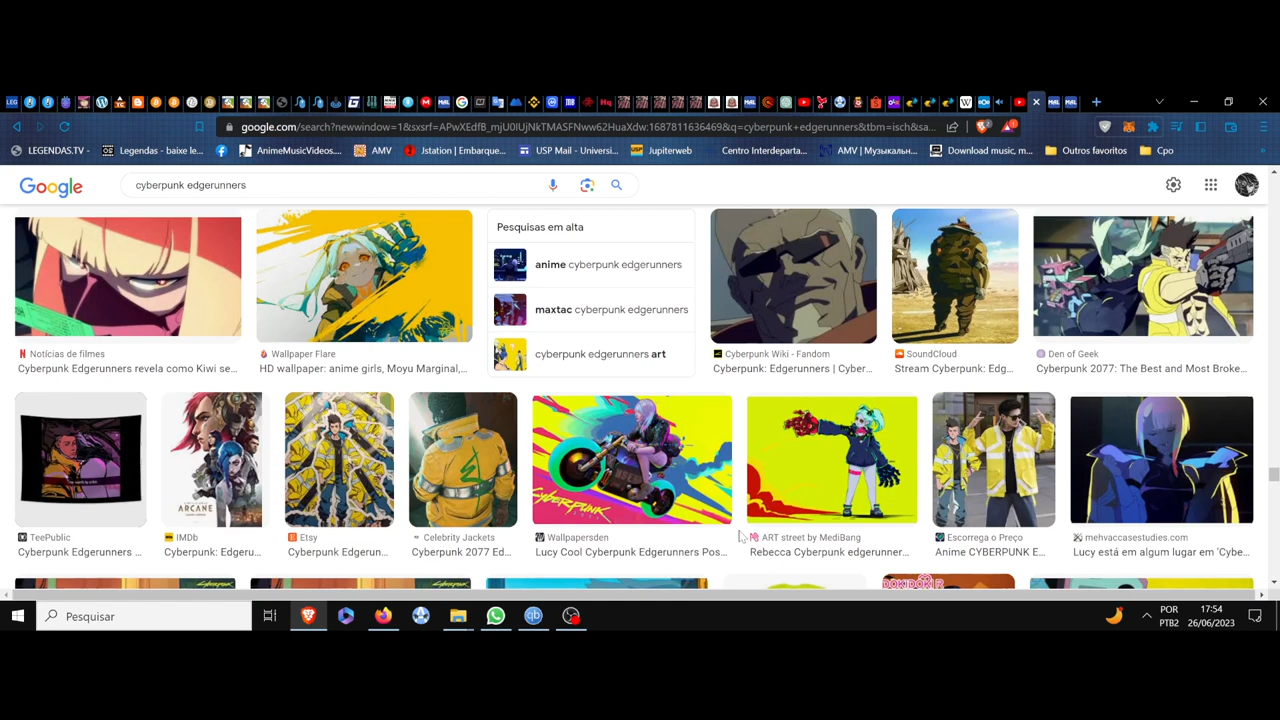 google.com/search?newwindow=1&sxsrf=APwXEdfB_mjU0IUjNkTMASFNww62HuaXdw:1687811636469&q=cyberpunk+edgerunners&tbm=isch&sa...
LEGENDAS.TV - Legendas - baixe le... AnimeMusicVideos.... AMV Jstation | Embarque... USP Mail - Universi... Jupiterweb Centro Interdeparta... AMV | Музыкальн... Download music, m... Outros favoritos Cpo
Google cyberpunk edgerunners
Pesquisas em alta
anime cyberpunk edgerunners
maxtac cyberpunk edgerunners
cyberpunk edgerunners art
Notícias de filmes
Cyberpunk Edgerunners revela como Kiwi se...
Wallpaper Flare
HD wallpaper: anime girls, Moyu Marginal,...
Cyberpunk Wiki - Fandom
Cyberpunk: Edgerunners | Cyber...
SoundCloud
Stream Cyberpunk: Edg...
Den of Geek
Cyberpunk 2077: The Best and Most Broke...
ARCANE
CYBERPUNK
TeePublic
Cyberpunk Edgerunners ...
IMDb
Cyberpunk: Edgeru...
Etsy
Cyberpunk Edgerun...
Celebrity Jackets
Cyberpunk 2077 Ed...
Wallpapersden
Lucy Cool Cyberpunk Edgerunners Pos...
ART street by MediBang
Rebecca Cyberpunk edgerunner...
Escorrega o Preço
Anime CYBERPUNK E...
mehvaccasestudies.com
Lucy está em algum lugar em 'Cybe...
DOKIDOKI
Pesquisar
POR
PTB2
17:54
26/06/2023